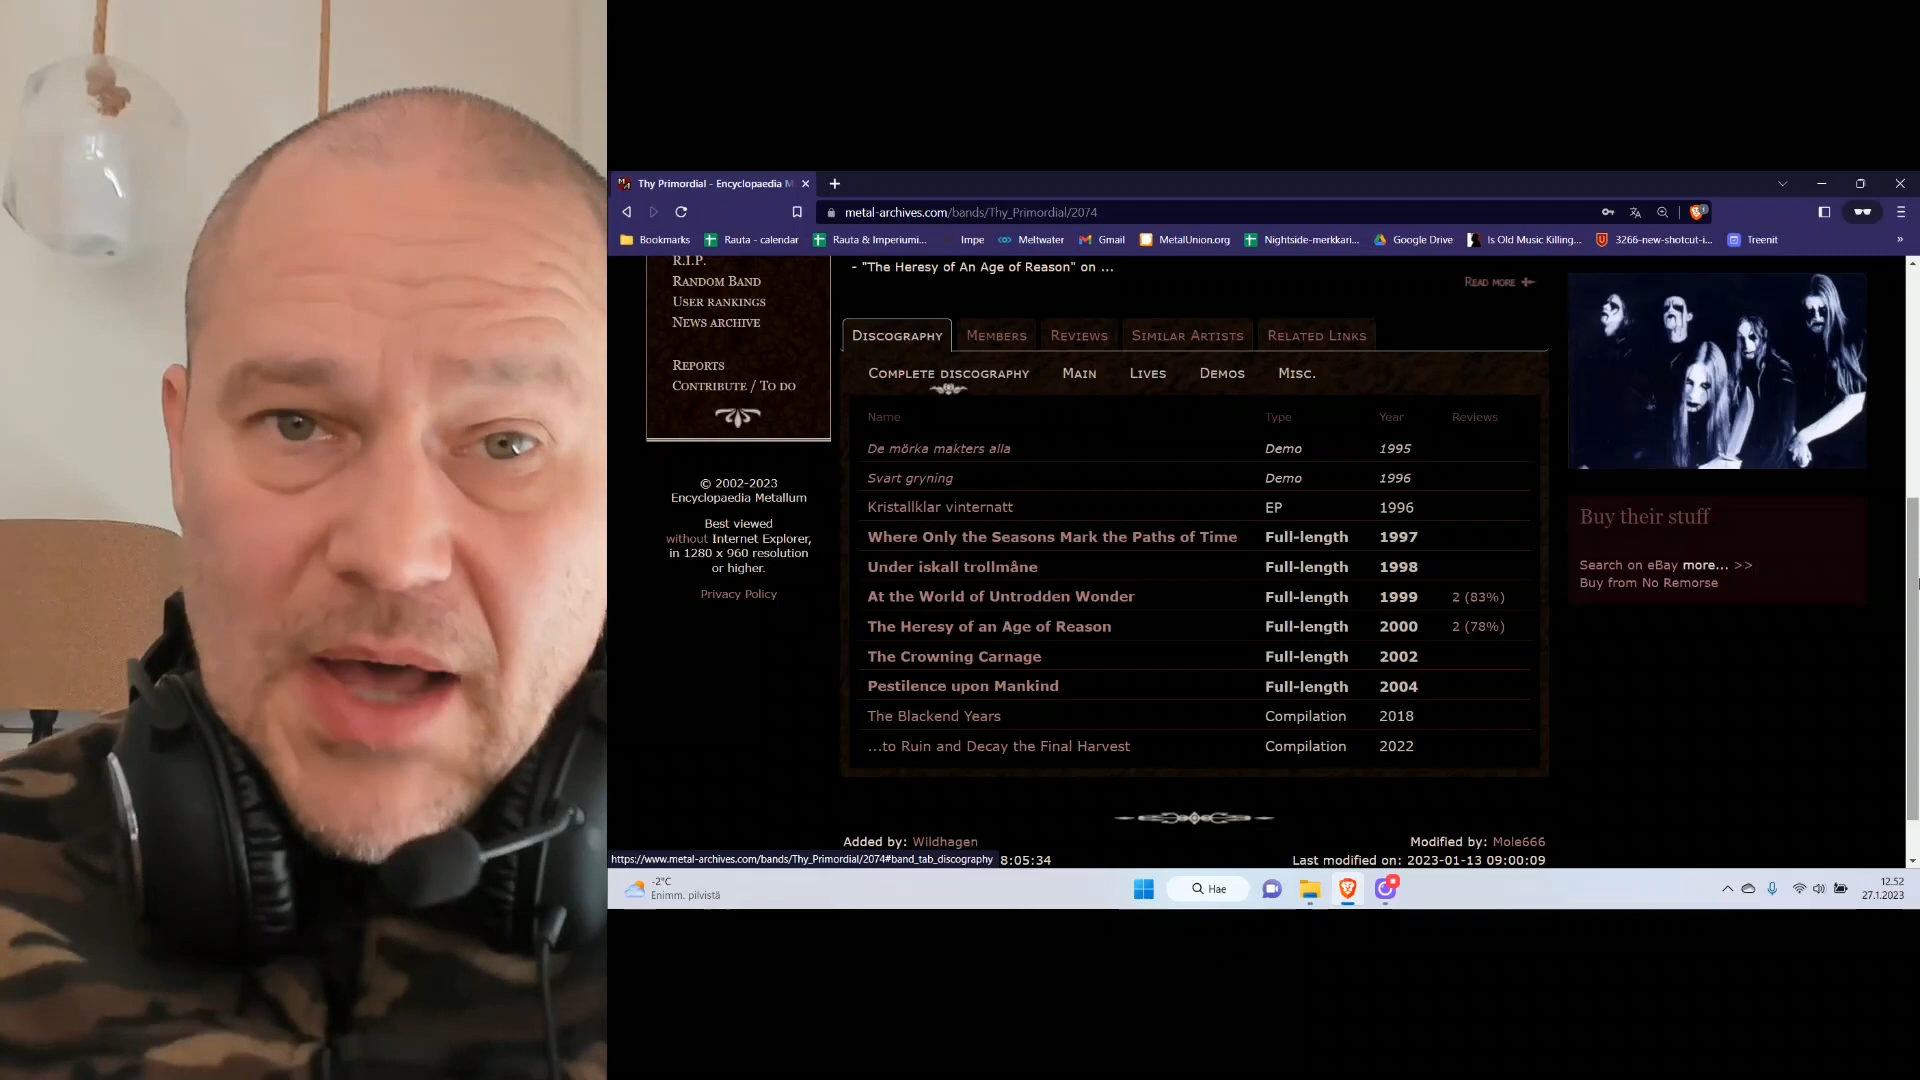 Thy Primordial - Encyclopaedia M
metal-archives.com/bands/Thy_Primordial/2074
Bookmarks Rauta - calendar Rauta & Imperiumi... Impe Meltwater Gmail MetalUnion.org Nightside-merkkari... Google Drive Is Old Music Killing... 3266-new-shotcut-i... Treenit »
R.I.P.
Random Band
User rankings
News archive
Reports
Contribute / To do
© 2002-2023
Encyclopaedia Metallum
Best viewed
without Internet Explorer,
in 1280 x 960 resolution
or higher.
Privacy Policy
- "The Heresy of An Age of Reason" on ...
Read more
Discography Members Reviews Similar Artists Related Links
Complete discography Main Lives Demos Misc.
Name Type Year Reviews
De mörka makters alla Demo 1995
Svart gryning Demo 1996
Kristallklar vinternatt EP 1996
Where Only the Seasons Mark the Paths of Time Full-length 1997
Under iskall trollmåne Full-length 1998
At the World of Untrodden Wonder Full-length 1999 2 (83%)
The Heresy of an Age of Reason Full-length 2000 2 (78%)
The Crowning Carnage Full-length 2002
Pestilence upon Mankind Full-length 2004
The Blackend Years Compilation 2018
...to Ruin and Decay the Final Harvest Compilation 2022
Buy their stuff
Search on eBay more... >>
Buy from No Remorse
Added by: Wildhagen Modified by: Mole666
https://www.metal-archives.com/bands/Thy_Primordial/2074#band_tab_discography 8:05:34 Last modified on: 2023-01-13 09:00:09
-2°C
Enimm. pilvistä
Hae
12.52
27.1.2023